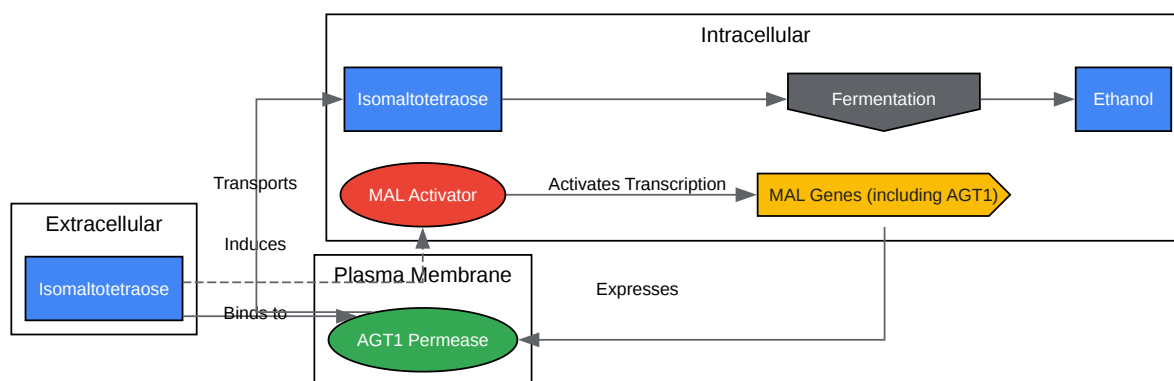 Intracellular
Isomaltotetraose
Fermentation
Ethanol
Transports
MAL Activator
Activates Transcription
MAL Genes (including AGT1)
Extracellular
Induces
Isomaltotetraose
Plasma Membrane
Binds to
Expresses
AGT1 Permease